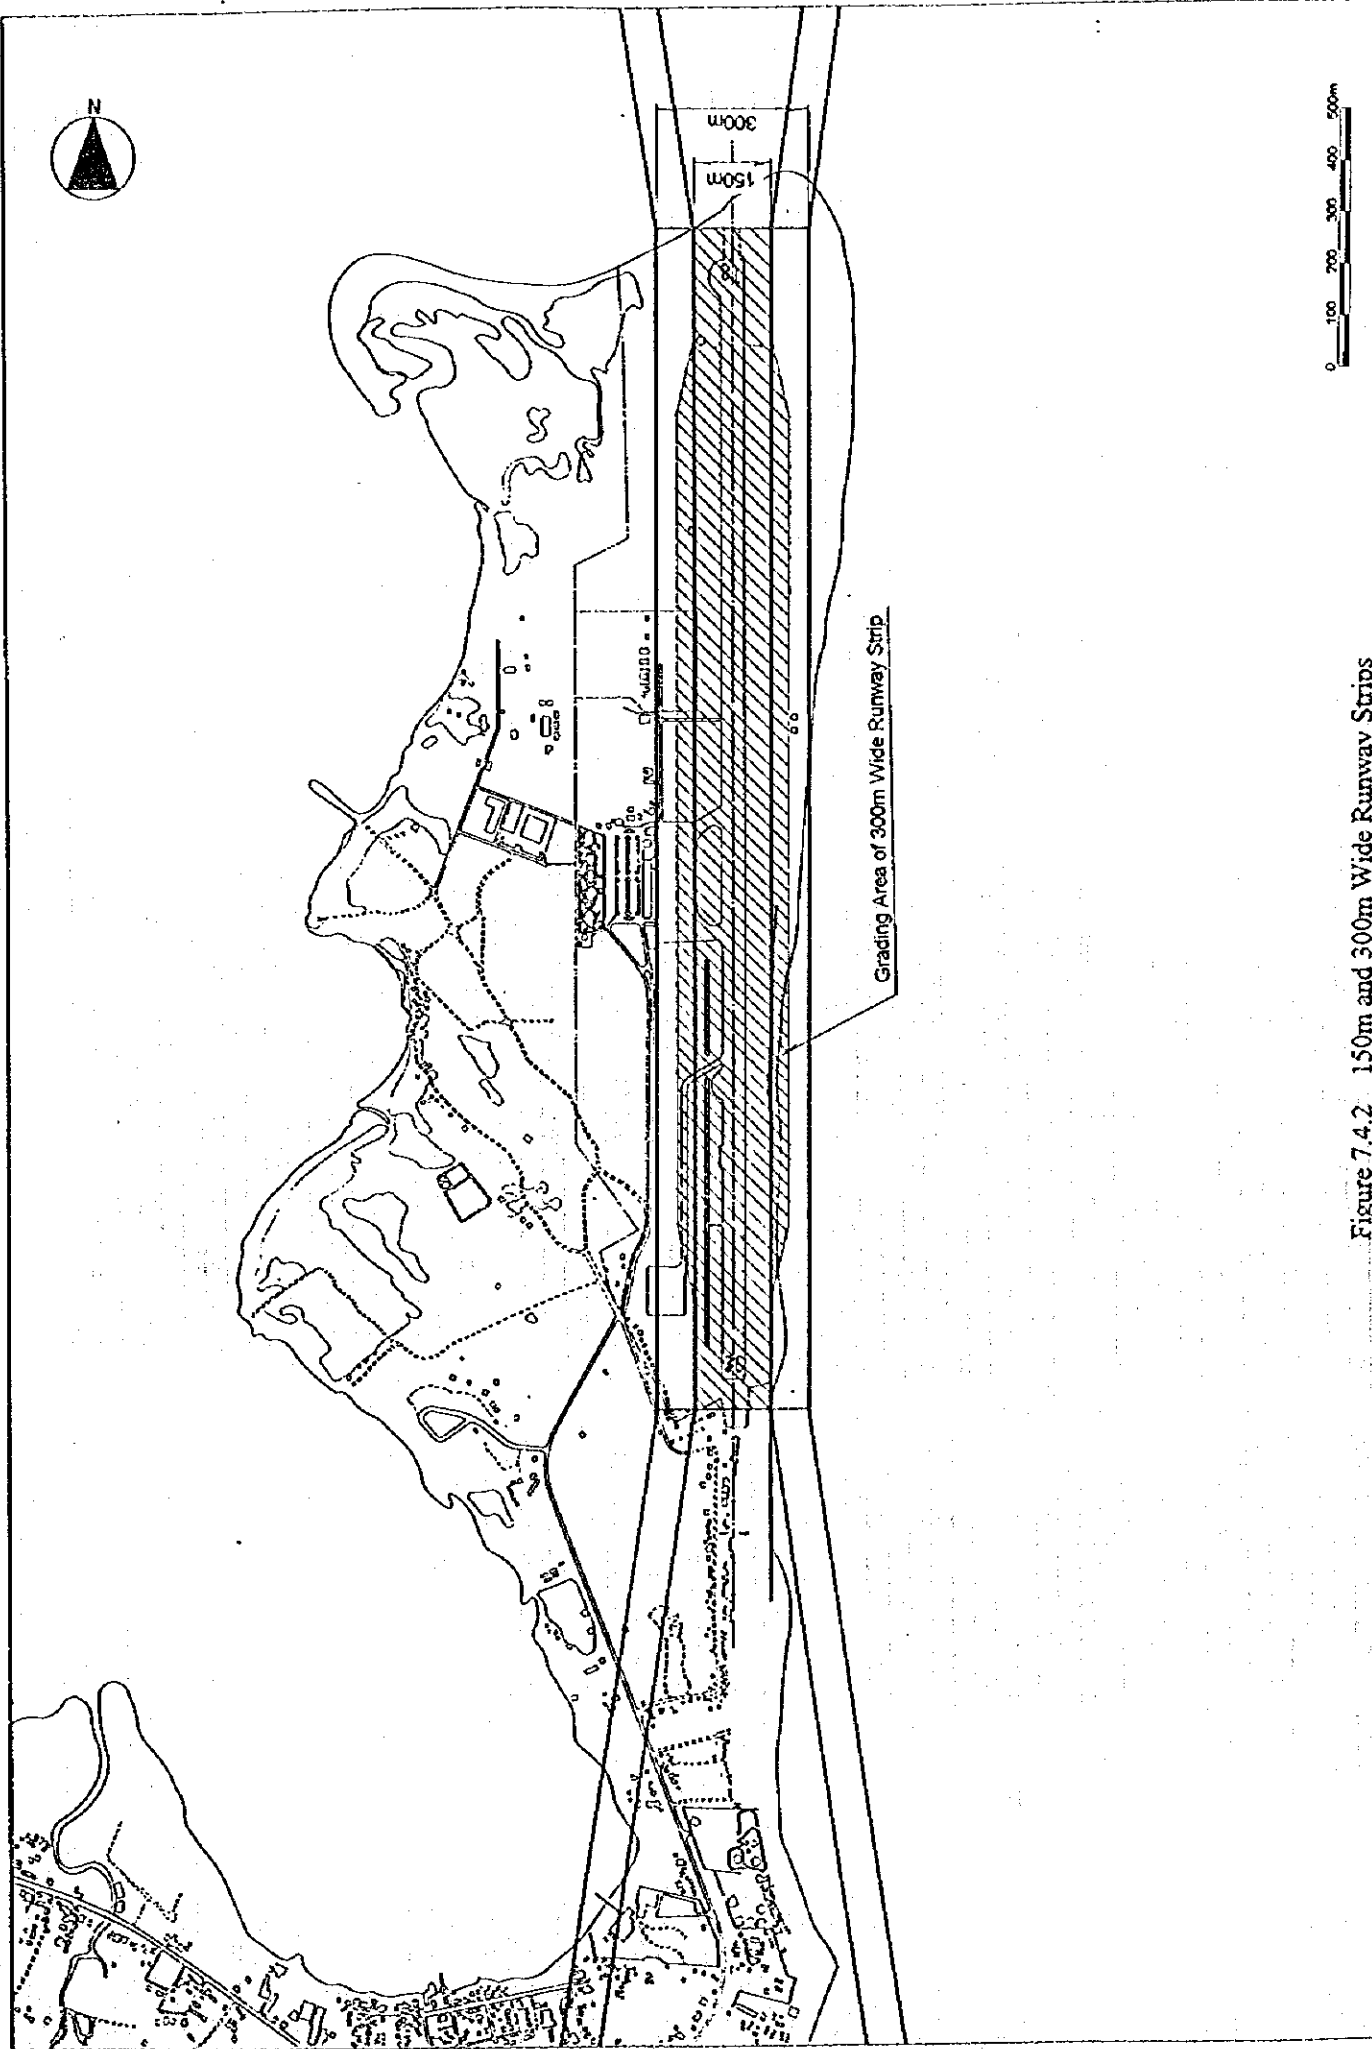 N
300m
150m
Grading Area of 300m Wide Runway Strip
0 100 200 300 400 500m
Figure 7.4.2 150m and 300m Wide Runway Strips